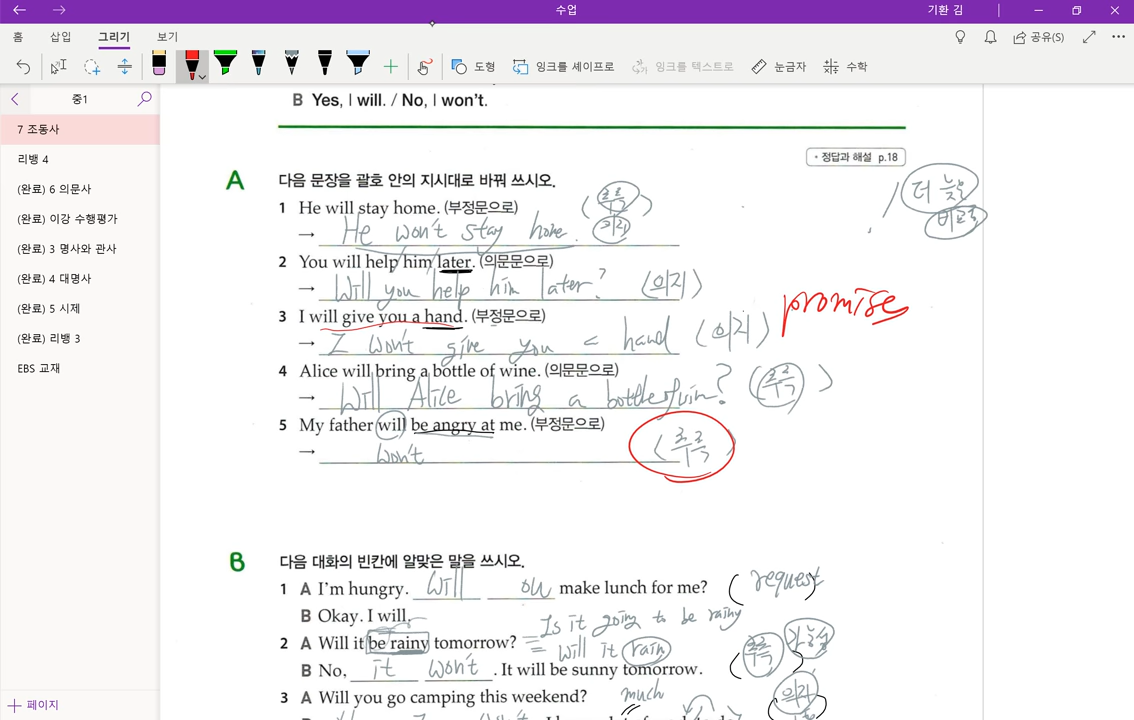 수업
기환 김
홈 삽입 그리기 보기
공유(S)
도형 잉크를 셰이프로 잉크를 텍스트로 눈금자 수학
중1
7 조동사
리뱅 4
(완료) 6 의문사
(완료) 이강 수행평가
(완료) 3 명사와 관사
(완료) 4 대명사
(완료) 5 시제
(완료) 리뱅 3
EBS 교재
페이지
B Yes, I will. / No, I won't.
• 정답과 해설 p.18
A 다음 문장을 괄호 안의 지시대로 바꿔 쓰시오.
1 He will stay home. (부정문으로)
→ He won't stay home.
2 You will help him later. (의문문으로)
→ Will you help him later? (의지)
3 I will give you a hand. (부정문으로)
promise
→ I won't give you a hand (의지)
4 Alice will bring a bottle of wine. (의문문으로)
→ Will Alice bring a bottle of win? (추측)
5 My father will be angry at me. (부정문으로)
→ won't (추측)
B 다음 대화의 빈칸에 알맞은 말을 쓰시오.
1 A I'm hungry. Will ou make lunch for me? (request)
B Okay. I will.
Is it going to be rainy
2 A Will it be rainy tomorrow? = will it rain
(추측) 가능성
B No, it won't. It will be sunny tomorrow.
3 A Will you go camping this weekend? much
의지